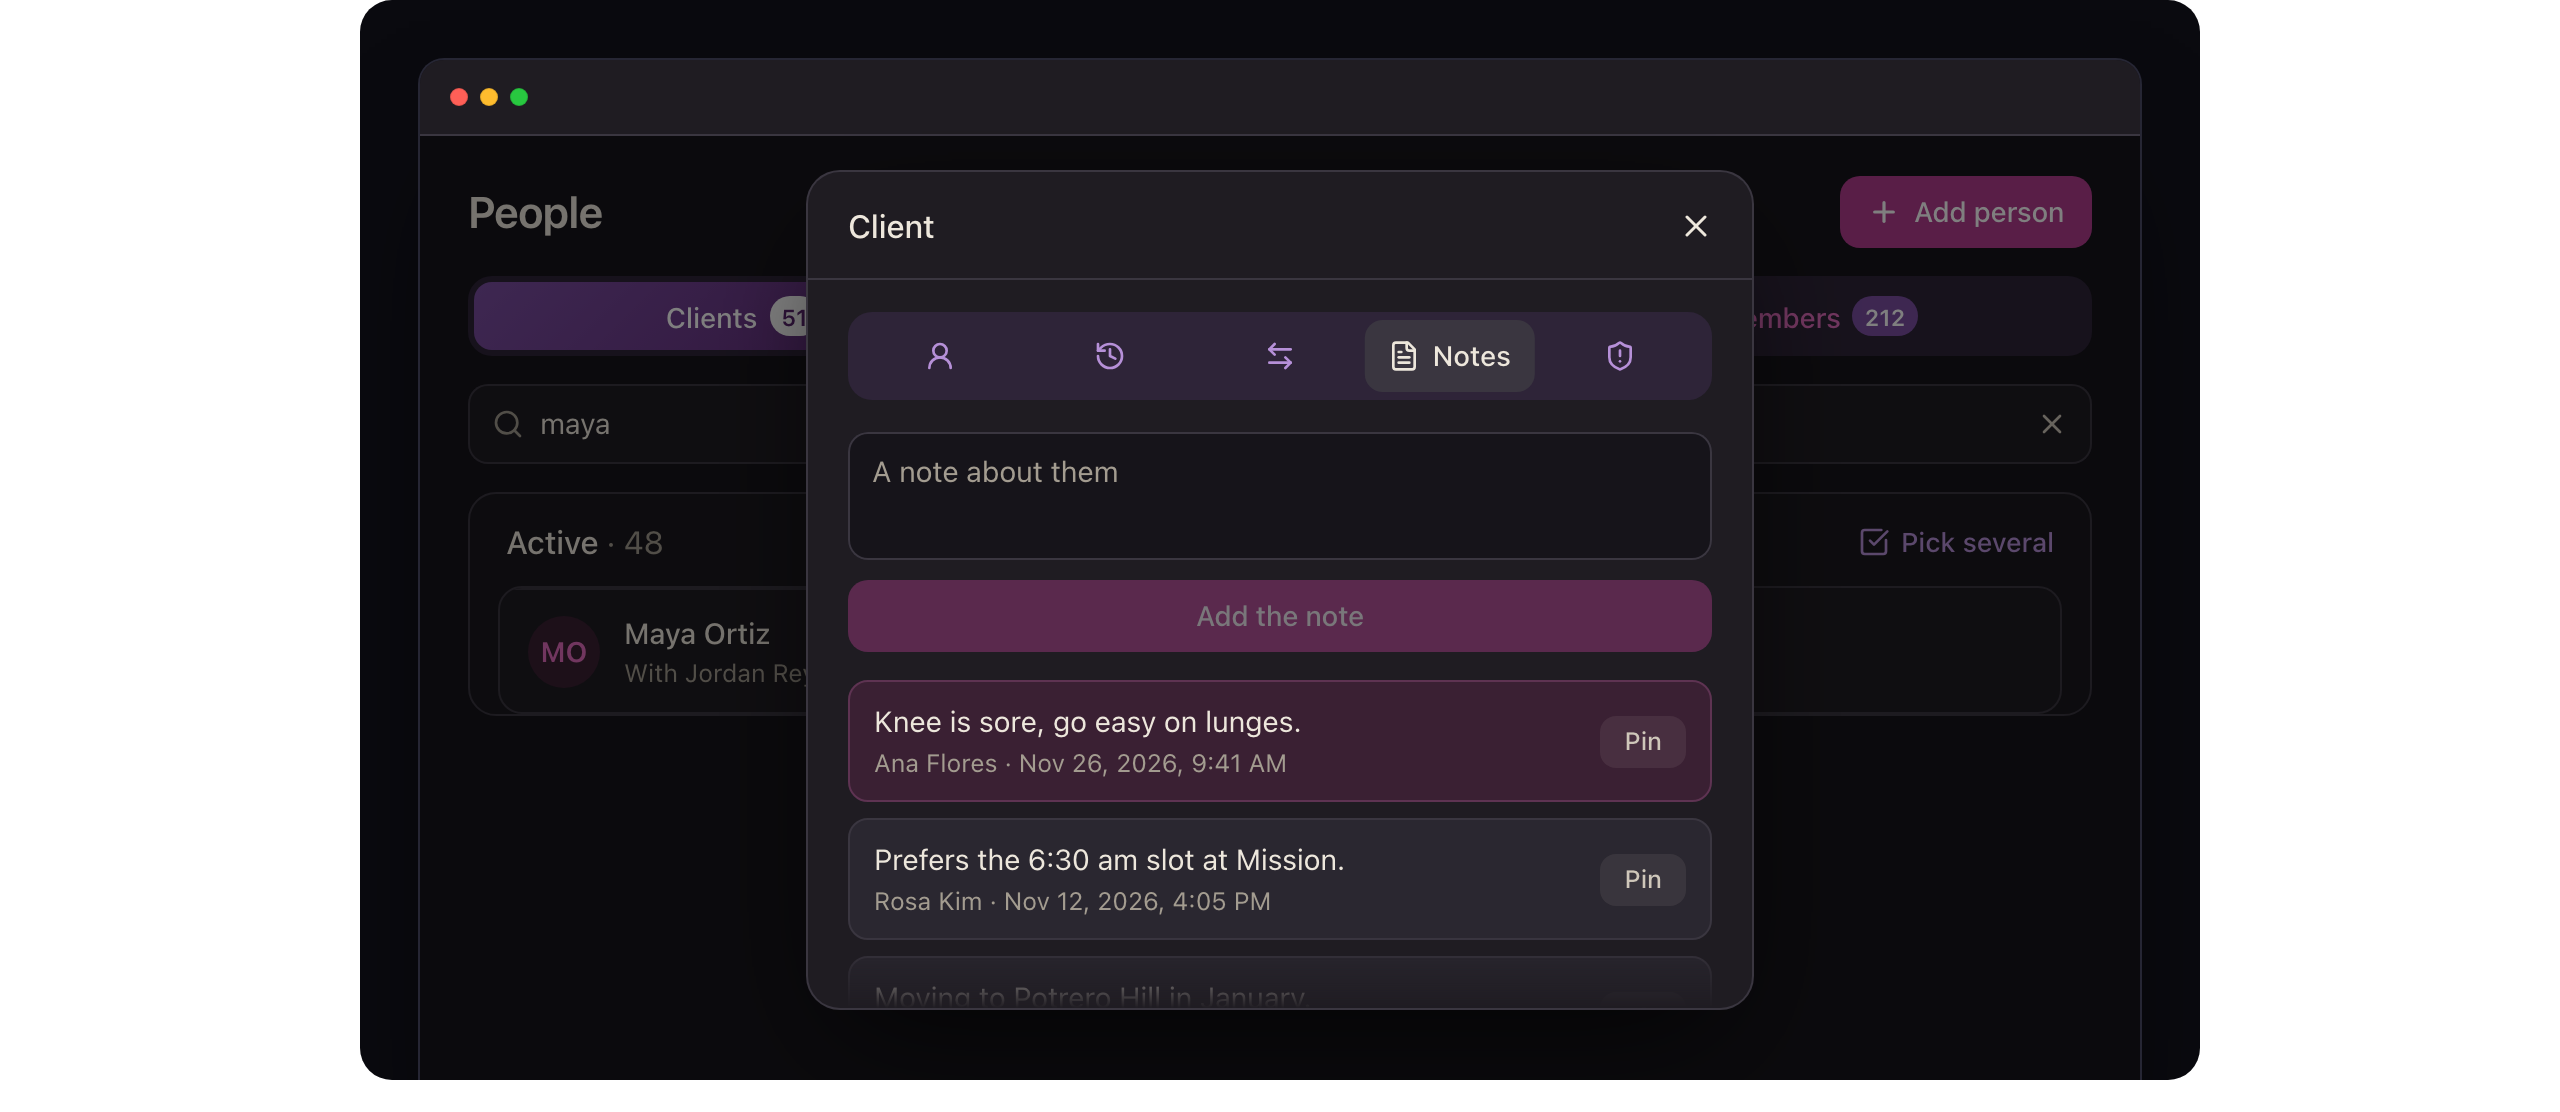 People
Add person
Clients 51
embers 212
maya
Active · 48
Pick several
MO
Maya Ortiz
With Jordan Rey
Client
Notes
A note about them
Add the note
Knee is sore, go easy on lunges.
Ana Flores · Nov 26, 2026, 9:41 AM
Pin
Prefers the 6:30 am slot at Mission.
Rosa Kim · Nov 12, 2026, 4:05 PM
Pin
Moving to Potrero Hill in January.